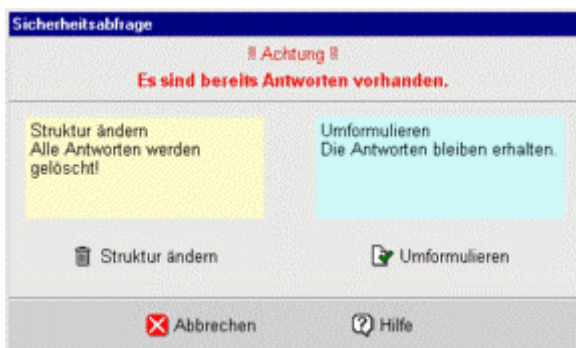 Sicherheitsabfrage
!! Achtung !!
Es sind bereits Antworten vorhanden.
Struktur ändern
Alle Antworten werden
gelöscht!
Umformulieren
Die Antworten bleiben erhalten.
Struktur ändern
Umformulieren
Abbrechen
Hilfe